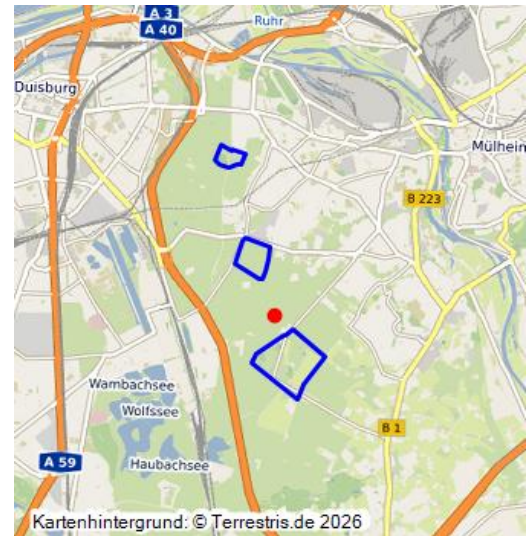 A 3
A 40
Ruhr
Duisburg
Mülheim
B 223
Wambachsee
Wolfssee
B 1
A 59
Haubachsee
Kartenhintergrund: © Terrestris.de 2026